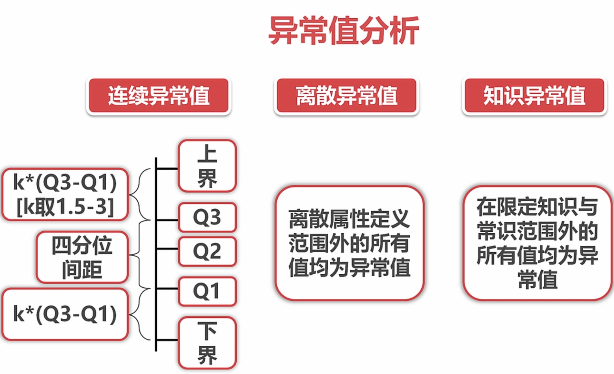 异常值分析
连续异常值
离散异常值
知识异常值
k*(Q3-Q1)
[k取1.5-3]
四分位
间距
k*(Q3-Q1)
上
界
Q3
Q2
Q1
下
界
离散属性定义
范围外的所有
值均为异常值
在限定知识与
常识范围外的
所有值均为异
常值